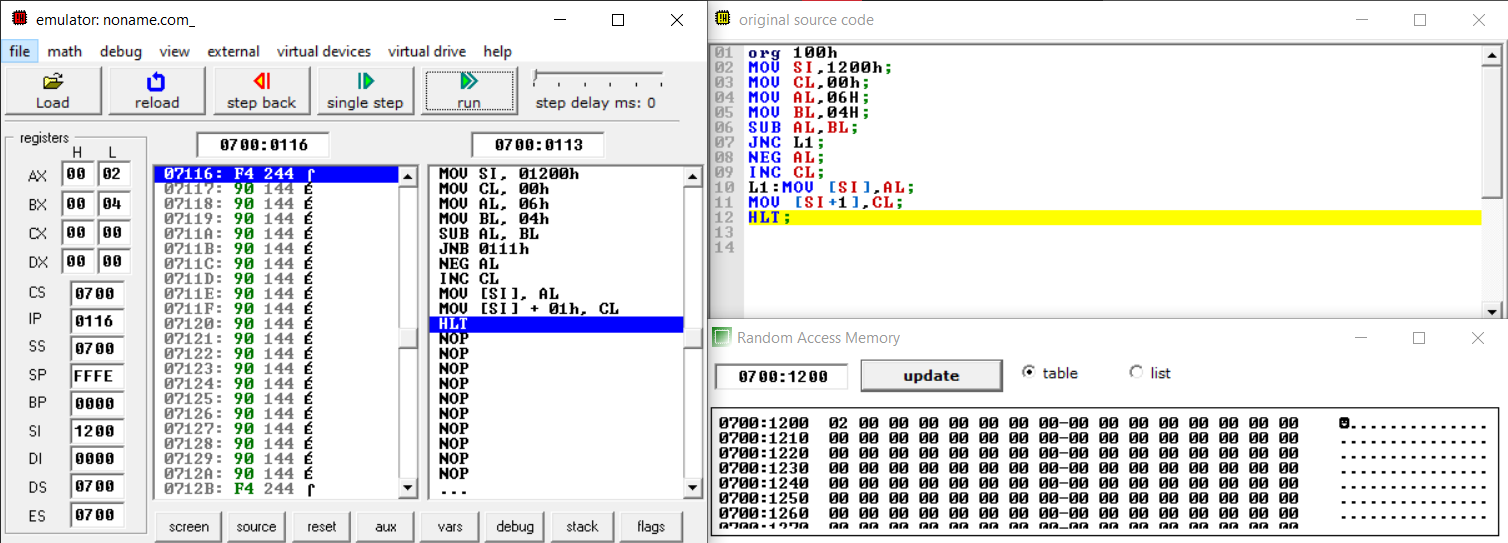 emulator: noname.com_
file math debug view external virtual devices virtual drive help
Load reload step back single step run step delay ms: 0
registers
H L
AX 00 02
BX 00 04
CX 00 00
DX 00 00
CS 0700
IP 0116
SS 0700
SP FFFE
BP 0000
SI 1200
DI 0000
DS 0700
ES 0700
0700:0116
07116: F4 244 ⌠
07117: 90 144 É
07118: 90 144 É
07119: 90 144 É
0711A: 90 144 É
0711B: 90 144 É
0711C: 90 144 É
0711D: 90 144 É
0711E: 90 144 É
0711F: 90 144 É
07120: 90 144 É
07121: 90 144 É
07122: 90 144 É
07123: 90 144 É
07124: 90 144 É
07125: 90 144 É
07126: 90 144 É
07127: 90 144 É
07128: 90 144 É
07129: 90 144 É
0712A: 90 144 É
0712B: F4 244 ⌠
0700:0113
MOV SI, 01200h
MOV CL, 00h
MOV AL, 06h
MOV BL, 04h
SUB AL, BL
JNB 0111h
NEG AL
INC CL
MOV [SI], AL
MOV [SI] + 01h, CL
HLT
NOP
NOP
NOP
NOP
NOP
NOP
NOP
NOP
NOP
NOP
...
screen source reset aux vars debug stack flags
original source code
01 org 100h
02 MOV SI,1200h;
03 MOV CL,00h;
04 MOV AL,06H;
05 MOV BL,04H;
06 SUB AL,BL;
07 JNC L1;
08 NEG AL;
09 INC CL;
10 L1:MOV [SI],AL;
11 MOV [SI+1],CL;
12 HLT;
13
14
Random Access Memory
0700:1200 update table list
0700:1200 02 00 00 00 00 00 00 00-00 00 00 00 00 00 00 00 ☻...............
0700:1210 00 00 00 00 00 00 00 00-00 00 00 00 00 00 00 00 ................
0700:1220 00 00 00 00 00 00 00 00-00 00 00 00 00 00 00 00 ................
0700:1230 00 00 00 00 00 00 00 00-00 00 00 00 00 00 00 00 ................
0700:1240 00 00 00 00 00 00 00 00-00 00 00 00 00 00 00 00 ................
0700:1250 00 00 00 00 00 00 00 00-00 00 00 00 00 00 00 00 ................
0700:1260 00 00 00 00 00 00 00 00-00 00 00 00 00 00 00 00 ................
0700:1270 00 00 00 00 00 00 00 00-00 00 00 00 00 00 00 00 ................